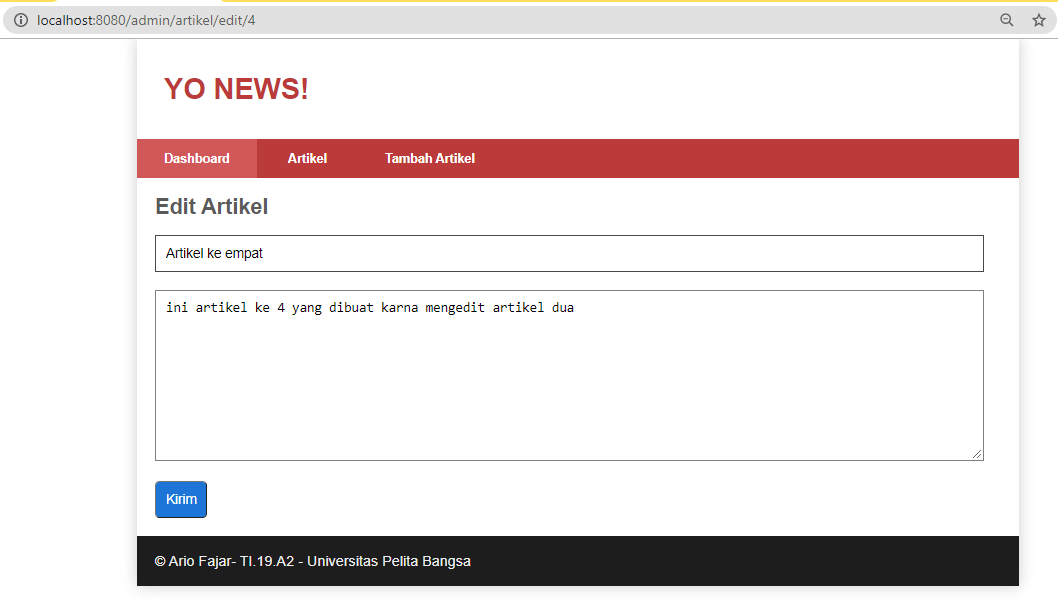 localhost:8080/admin/artikel/edit/4
YO NEWS!
Dashboard Artikel Tambah Artikel
Edit Artikel
Artikel ke empat
ini artikel ke 4 yang dibuat karna mengedit artikel dua
Kirim
© Ario Fajar- TI.19.A2 - Universitas Pelita Bangsa